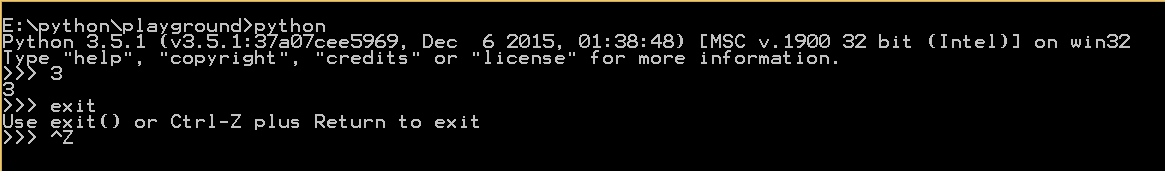 E:\python\playground>python
Python 3.5.1 (v3.5.1:37a07cee5969, Dec  6 2015, 01:38:48) [MSC v.1900 32 bit (Intel)] on win32
Type "help", "copyright", "credits" or "license" for more information.
>>> 3
3
>>> exit
Use exit() or Ctrl-Z plus Return to exit
>>> ^Z